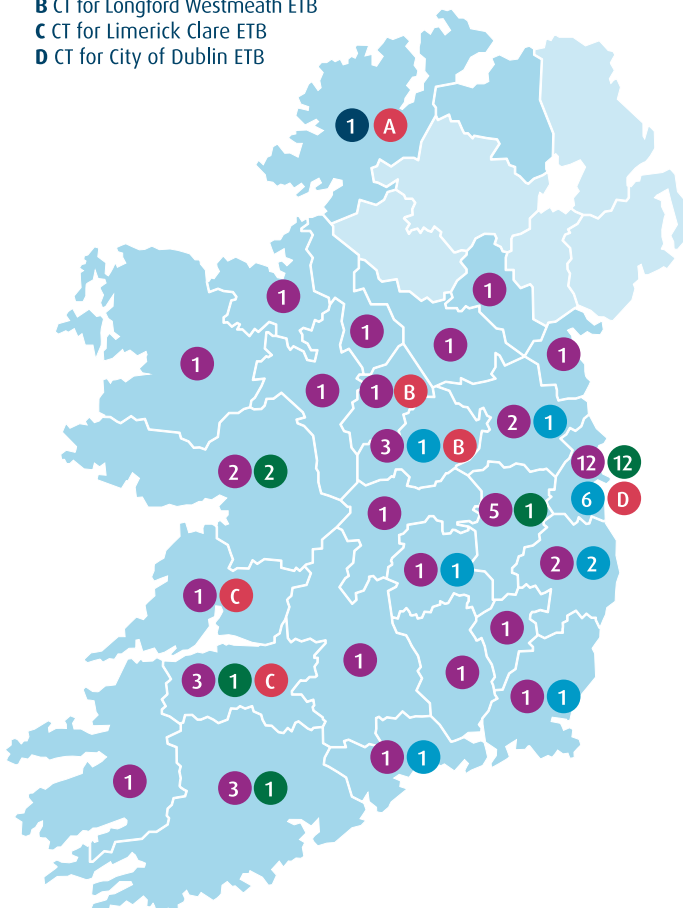 B CT for Longford Westmeath ETB
C CT for Limerick Clare ETB
D CT for City of Dublin ETB
1 A
1
1
1
1
1
1
1
1 B
2 1
3 1 B
12 12
2 2
6 D
1
5 1
1 1
2 2
1 C
1
1
1
3 1 C
1 1
1 1
1
3 1